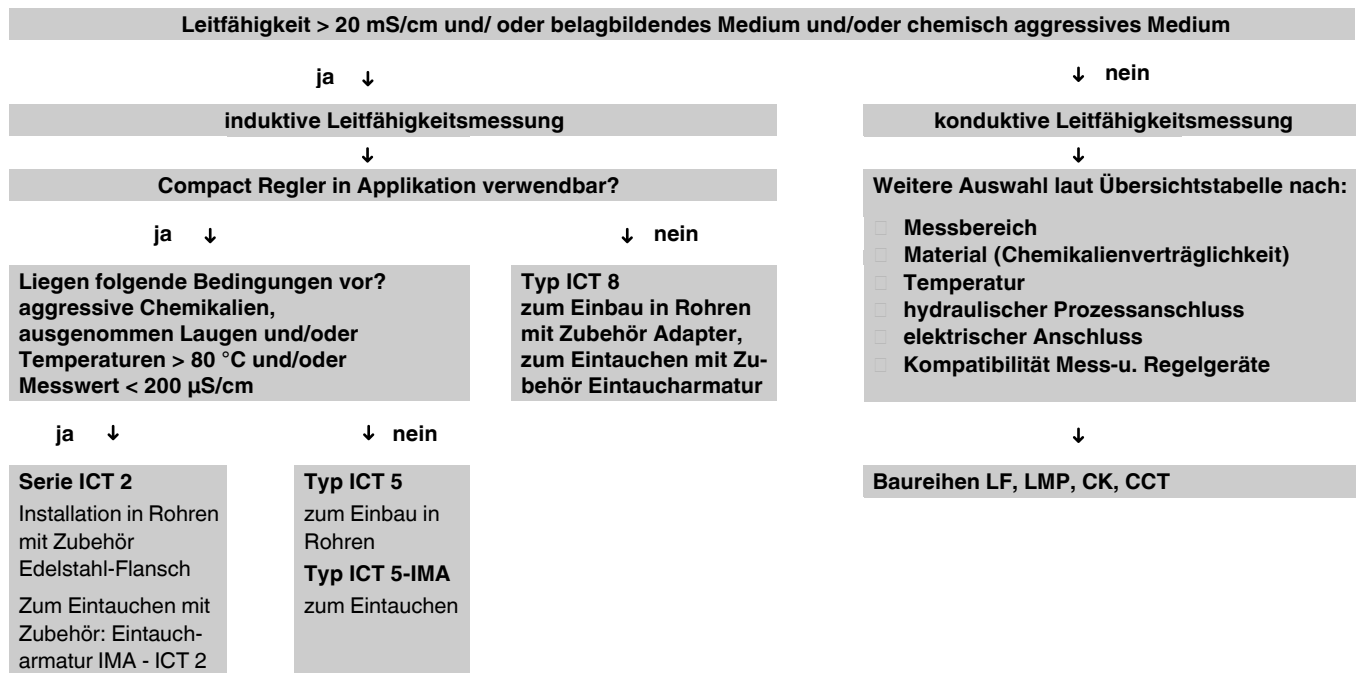 Leitfähigkeit > 20 mS/cm und/ oder belagbildendes Medium und/oder chemisch aggressives Medium
ja ↓
↓ nein
induktive Leitfähigkeitsmessung
konduktive Leitfähigkeitsmessung
↓
↓
Compact Regler in Applikation verwendbar?
Weitere Auswahl laut Übersichtstabelle nach:
Messbereich
Material (Chemikalienverträglichkeit)
Temperatur
hydraulischer Prozessanschluss
elektrischer Anschluss
Kompatibilität Mess-u. Regelgeräte
ja ↓
↓ nein
Liegen folgende Bedingungen vor?
aggressive Chemikalien,
ausgenommen Laugen und/oder
Temperaturen > 80 °C und/oder
Messwert < 200 µS/cm
Typ ICT 8
zum Einbau in Rohren
mit Zubehör Adapter,
zum Eintauchen mit Zu-
behör Eintaucharmatur
ja ↓
↓ nein
↓
Serie ICT 2
Installation in Rohren
mit Zubehör
Edelstahl-Flansch
Zum Eintauchen mit
Zubehör: Eintauch-
armatur IMA - ICT 2
Typ ICT 5
zum Einbau in
Rohren
Typ ICT 5-IMA
zum Eintauchen
Baureihen LF, LMP, CK, CCT